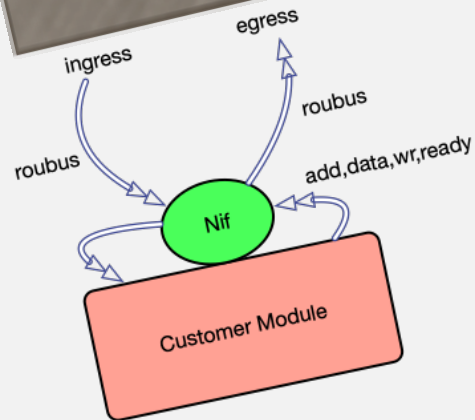 egress
ingress
roubus
roubus
add,data,wr,ready
Nif
Customer Module